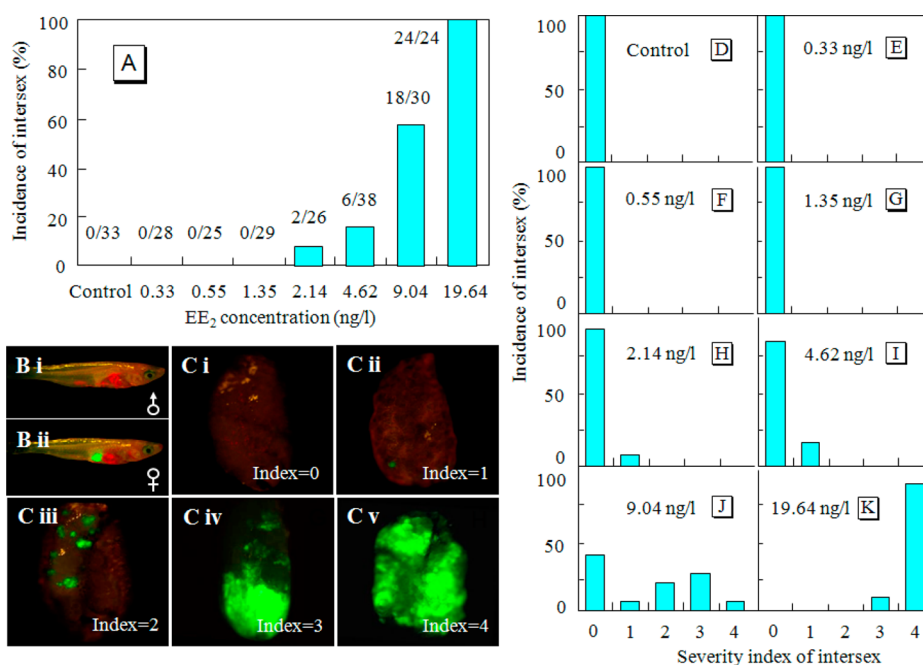 A
Incidence of intersex (%)
100
80
60
40
20
0
0/33
0/28
0/25
0/29
2/26
6/38
18/30
24/24
Control 0.33 0.55 1.35 2.14 4.62 9.04 19.64
EE2 concentration (ng/l)
B i
♂
B ii
♀
C i
Index=0
C ii
Index=1
C iii
Index=2
C iv
Index=3
C v
Index=4
Incidence of intersex (%)
100
50
0
Control D
0.33 ng/l E
100
50
0
0.55 ng/l F
1.35 ng/l G
100
50
0
2.14 ng/l H
4.62 ng/l I
100
50
0
9.04 ng/l J
19.64 ng/l K
0 1 2 3 4
0 1 2 3 4
Severity index of intersex